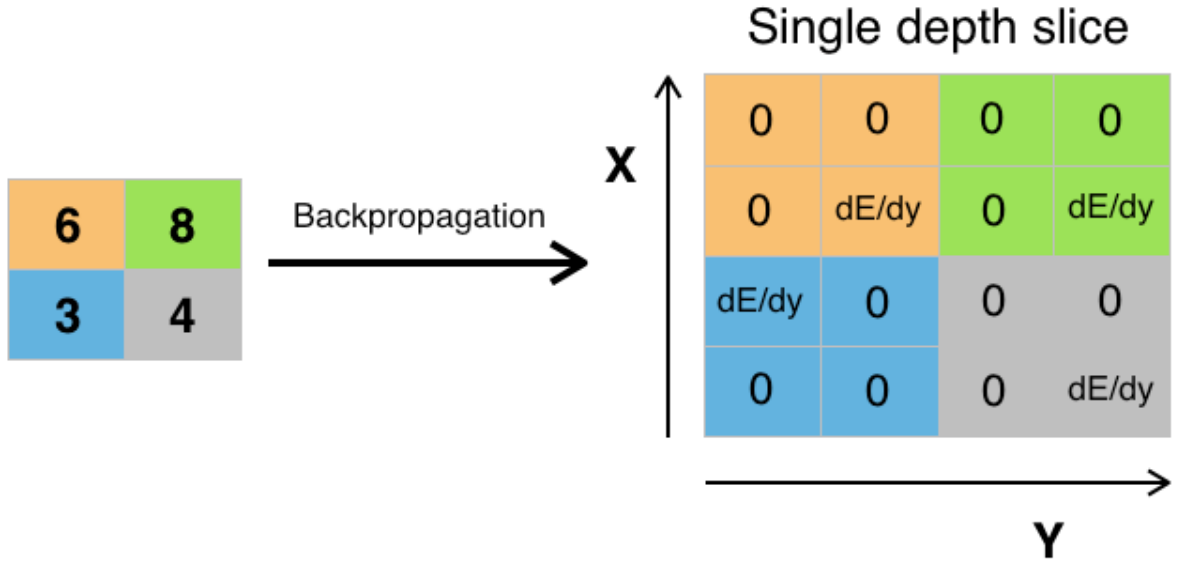 Single depth slice
X
6 8
3 4
Backpropagation
0 0 0 0
0 dE/dy 0 dE/dy
dE/dy 0 0 0
0 0 0 dE/dy
Y